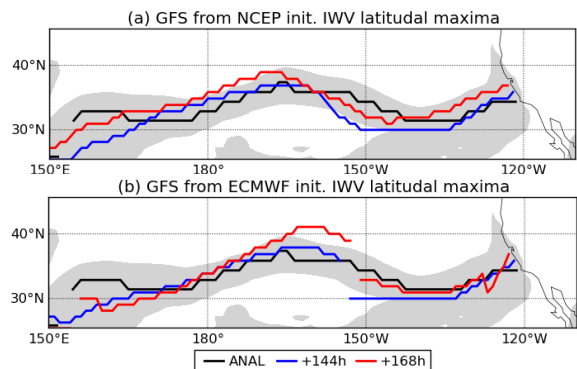 (a) GFS from NCEP init. IWV latitudal maxima
40°N
30°N
150°E 180° 150°W 120°W
(b) GFS from ECMWF init. IWV latitudal maxima
40°N
30°N
150°E 180° 150°W 120°W
ANAL +144h +168h